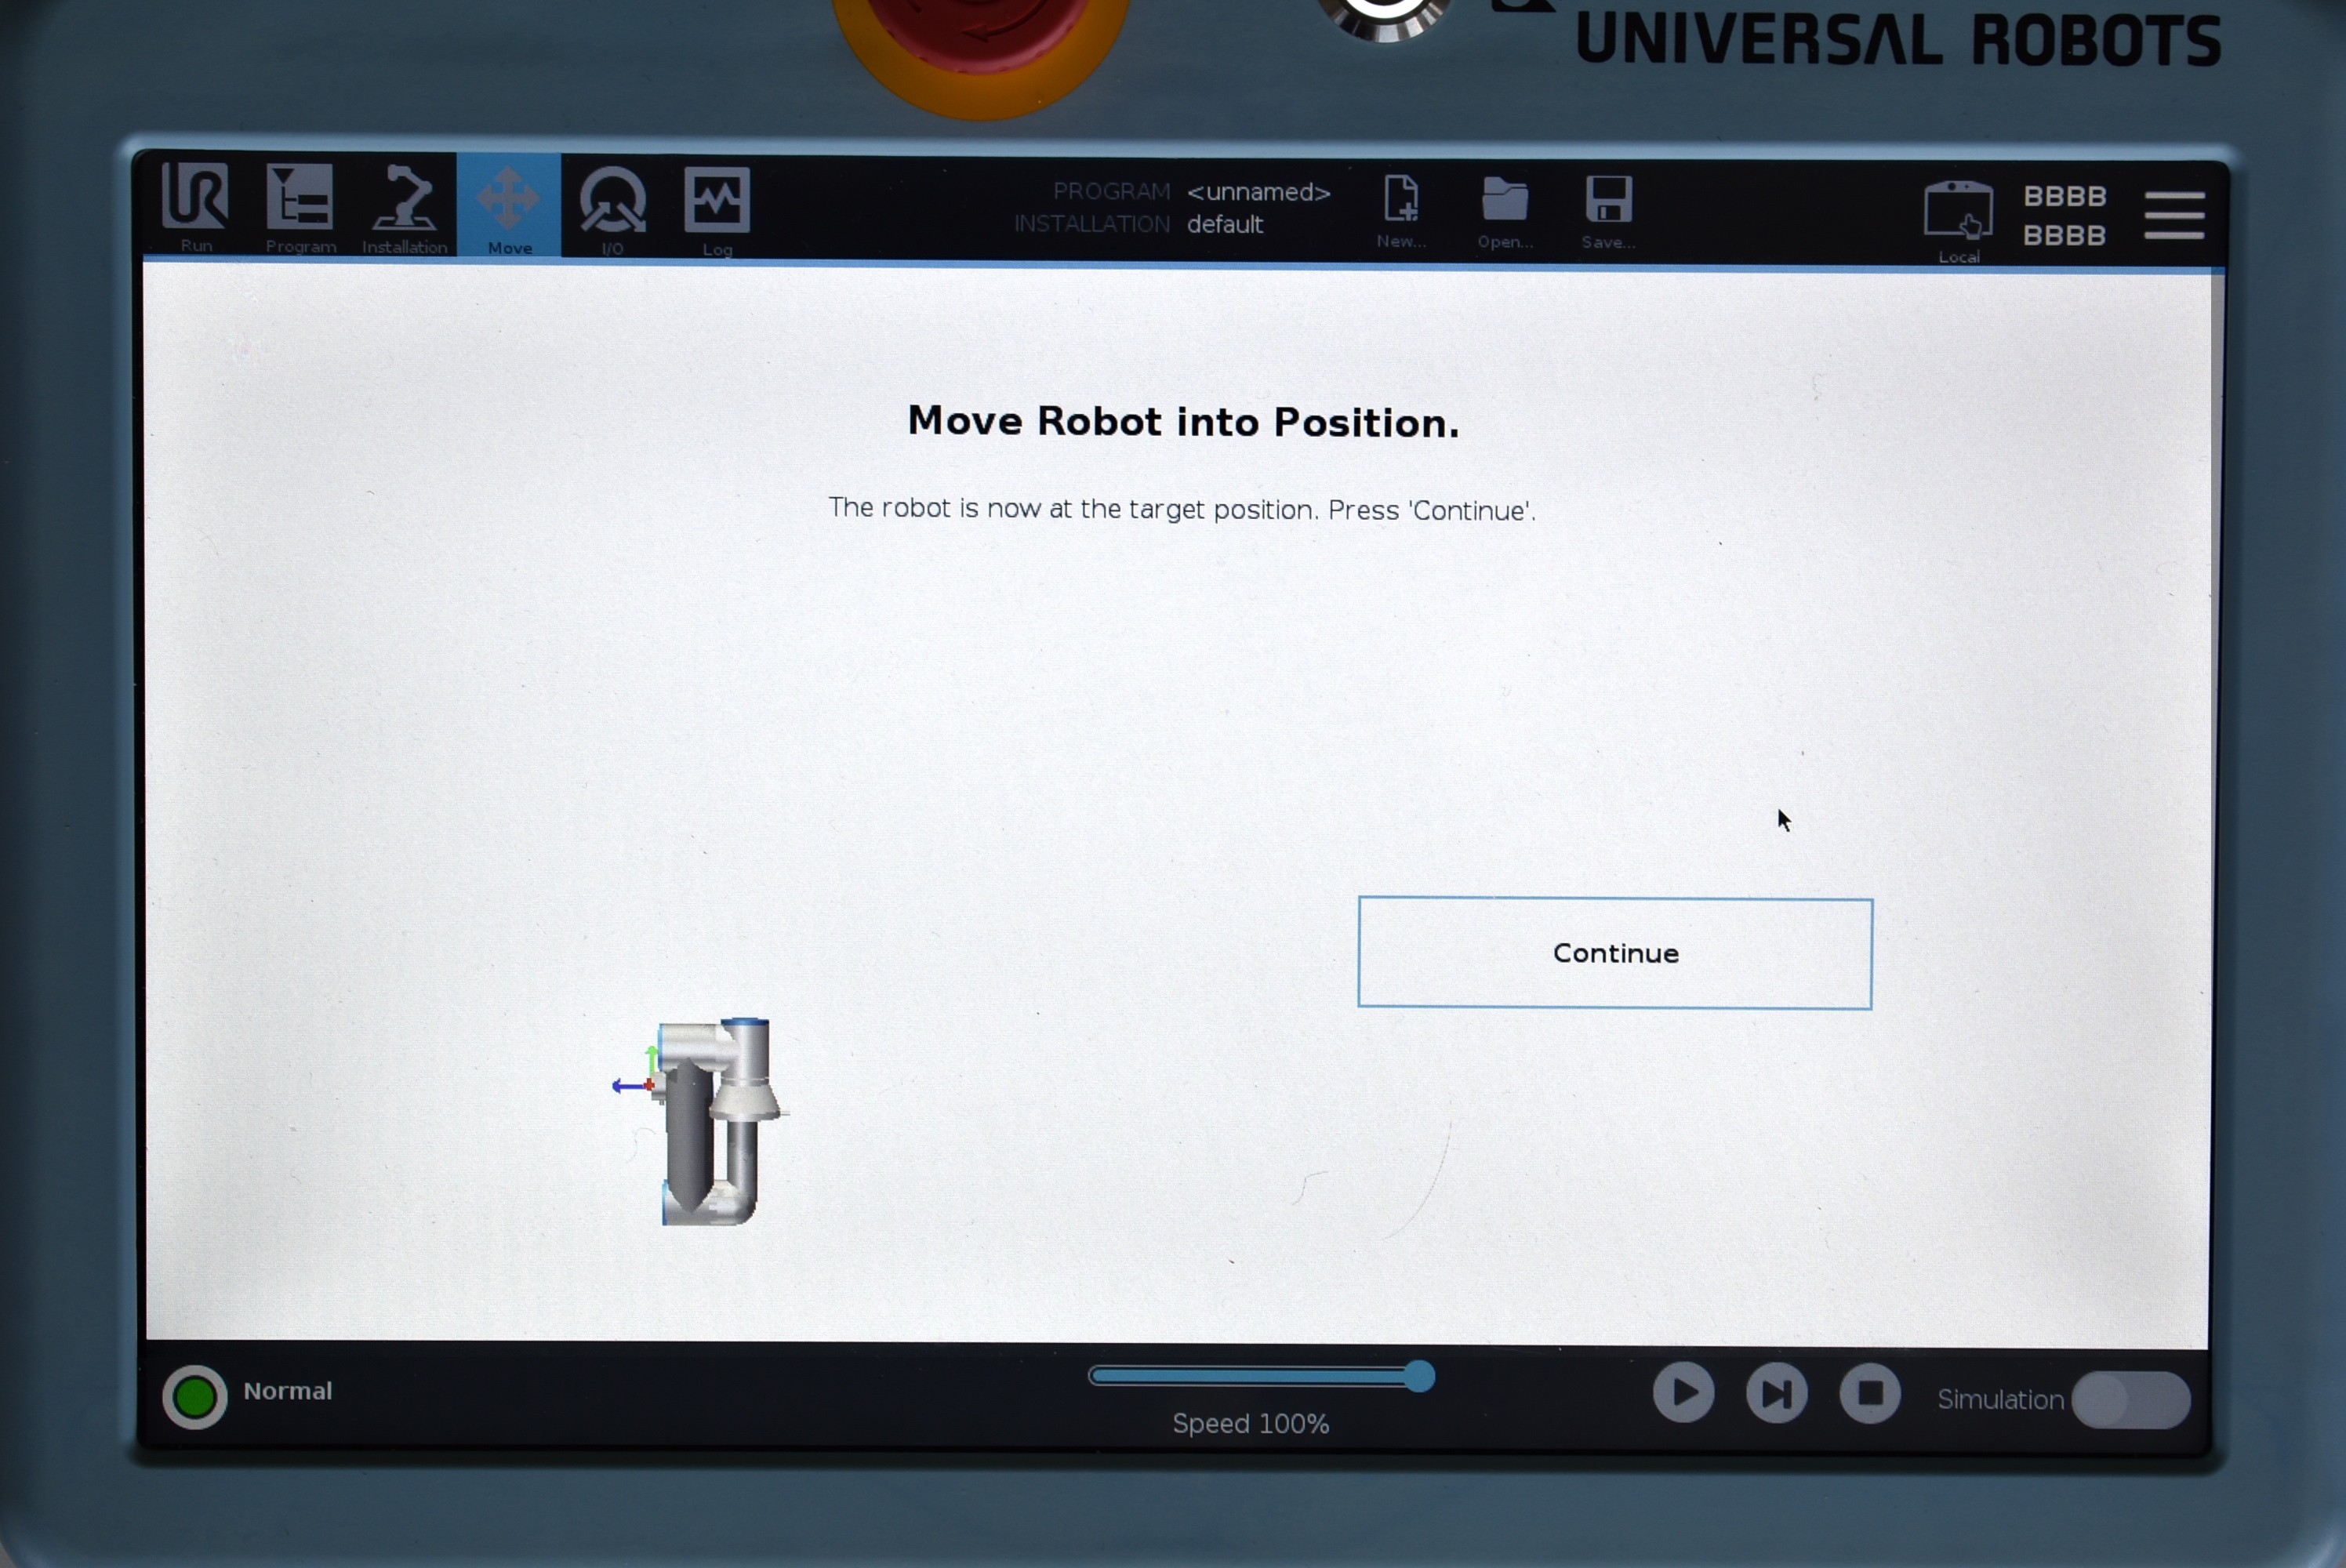 UNIVERSAL ROBOTS
Run
Program
Installation
Move
I/O
Log
PROGRAM <unnamed>
INSTALLATION default
New...
Open...
Save...
Local
BBBB
BBBB
Move Robot into Position.
The robot is now at the target position. Press 'Continue'.
Continue
Normal
Speed 100%
Simulation